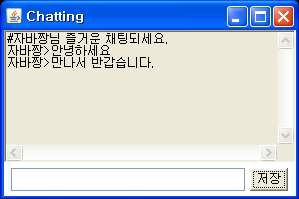 Chatting
#자바짱님 즐거운 채팅되세요.
자바짱>안녕하세요
자바짱>만나서 반갑습니다.
저장